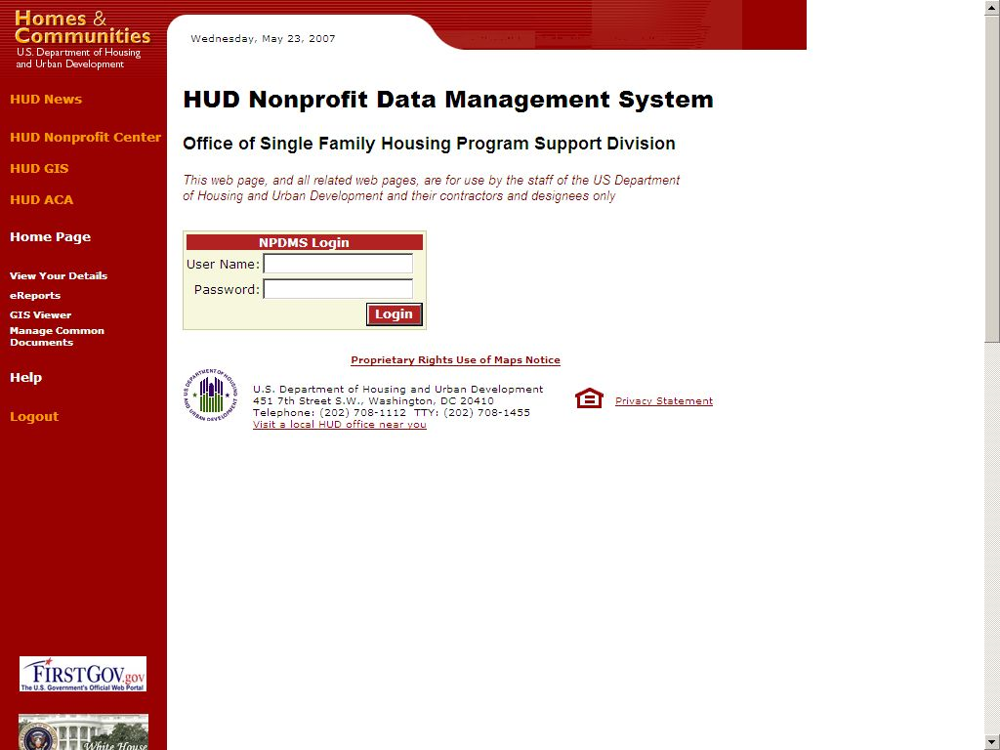 Homes &
Communities
U.S. Department of Housing
and Urban Development
Wednesday, May 23, 2007
HUD News
HUD Nonprofit Center
HUD GIS
HUD ACA
Home Page
View Your Details
eReports
GIS Viewer
Manage Common
Documents
Help
Logout
FIRSTGOV.gov
The U.S. Government's Official Web Portal
White House
HUD Nonprofit Data Management System
Office of Single Family Housing Program Support Division
This web page, and all related web pages, are for use by the staff of the US Department
of Housing and Urban Development and their contractors and designees only
NPDMS Login
User Name:
Password:
Login
Proprietary Rights Use of Maps Notice
U.S. DEPARTMENT OF HOUSING AND URBAN DEVELOPMENT
U.S. Department of Housing and Urban Development
451 7th Street S.W., Washington, DC 20410
Telephone: (202) 708-1112 TTY: (202) 708-1455
Visit a local HUD office near you
Privacy Statement